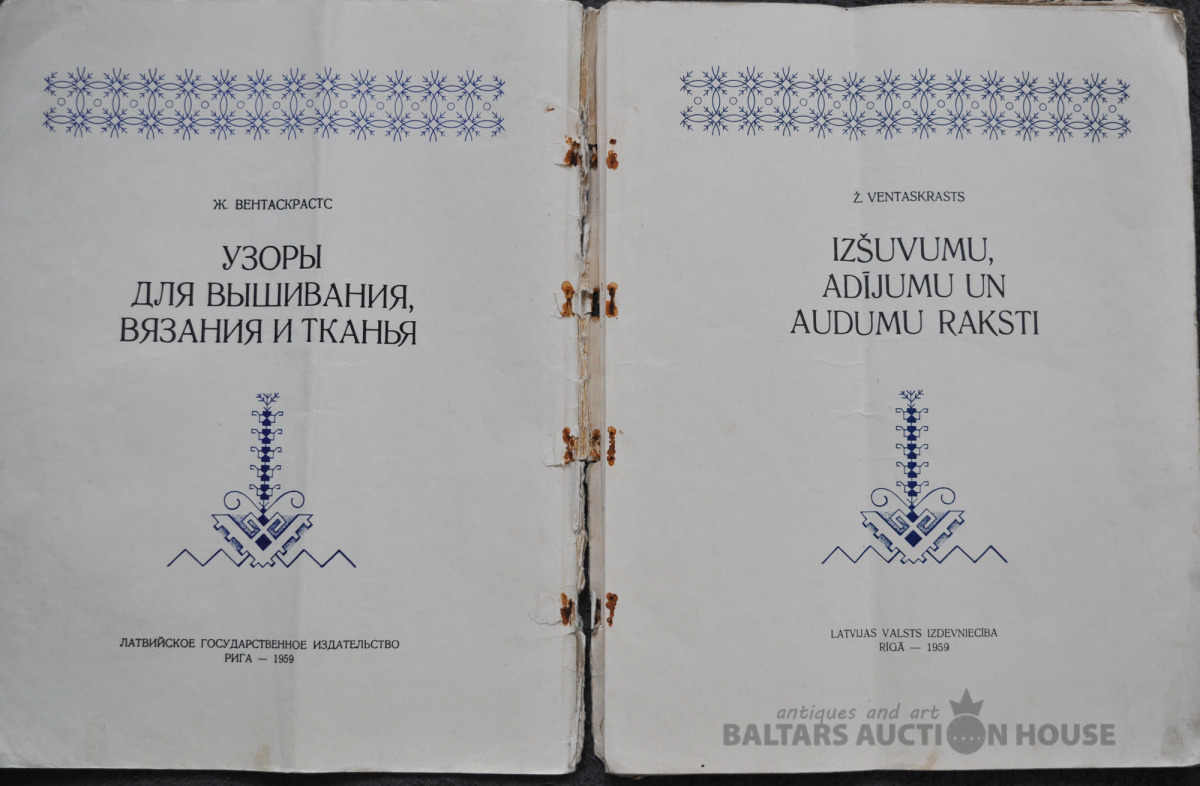 Ж. ВЕНТАСКРАСТС
УЗОРЫ
ДЛЯ ВЫШИВАНИЯ,
ВЯЗАНИЯ И ТКАНЬЯ
ЛАТВИЙСКОЕ ГОСУДАРСТВЕННОЕ ИЗДАТЕЛЬСТВО
РИГА — 1959
Ž. VENTASKRASTS
IZŠUVUMU,
ADĪJUMU UN
AUDUMU RAKSTI
LATVIJAS VALSTS IZDEVNIECĪBA
RĪGĀ — 1959
antiques and art
BALTARS AUCTION HOUSE